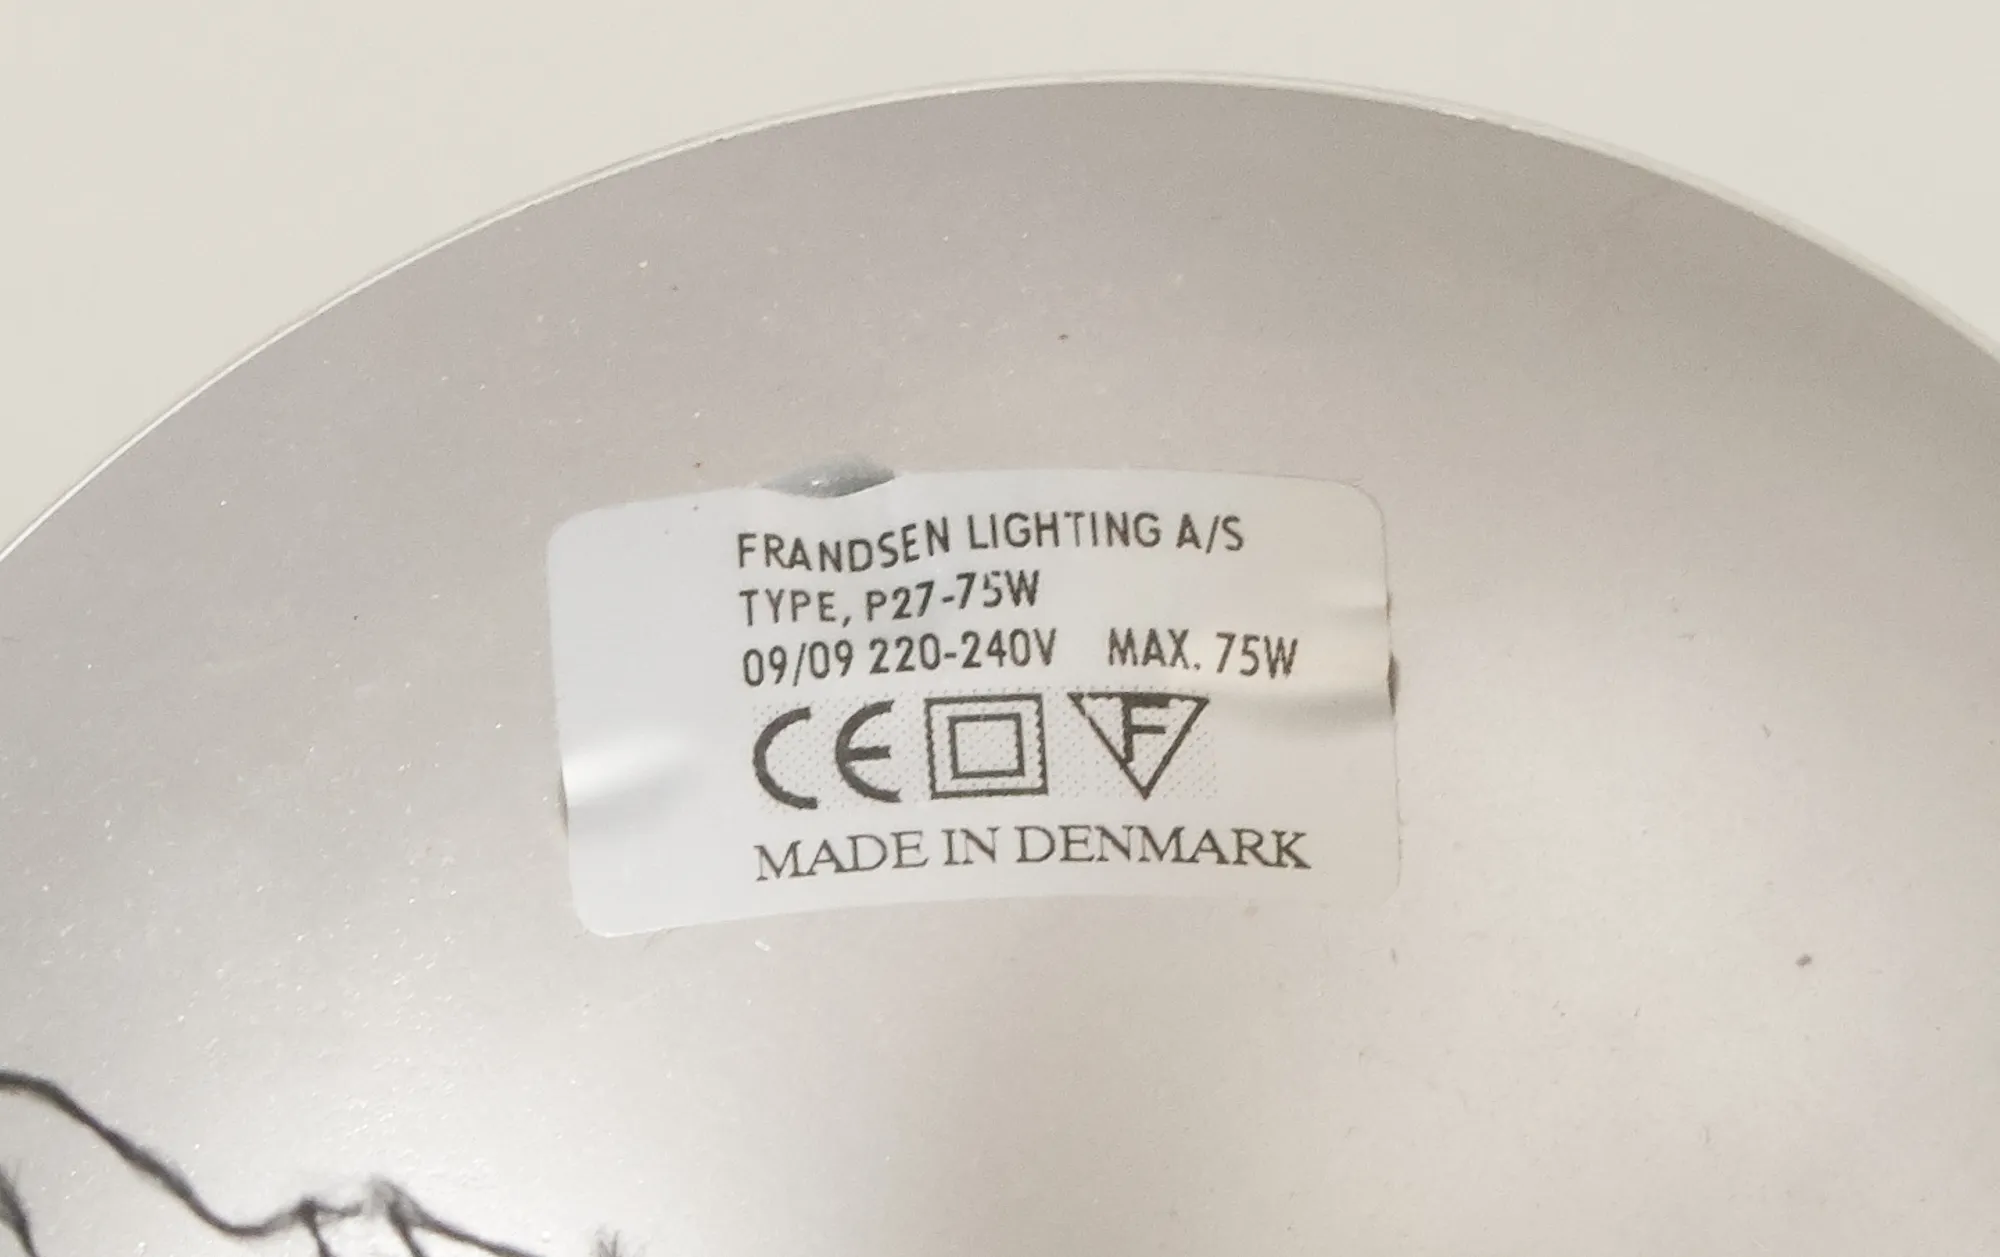 FRANDSEN LIGHTING A/S
TYPE, P27-75W
09/09 220-240V MAX. 75W
CE F
MADE IN DENMARK